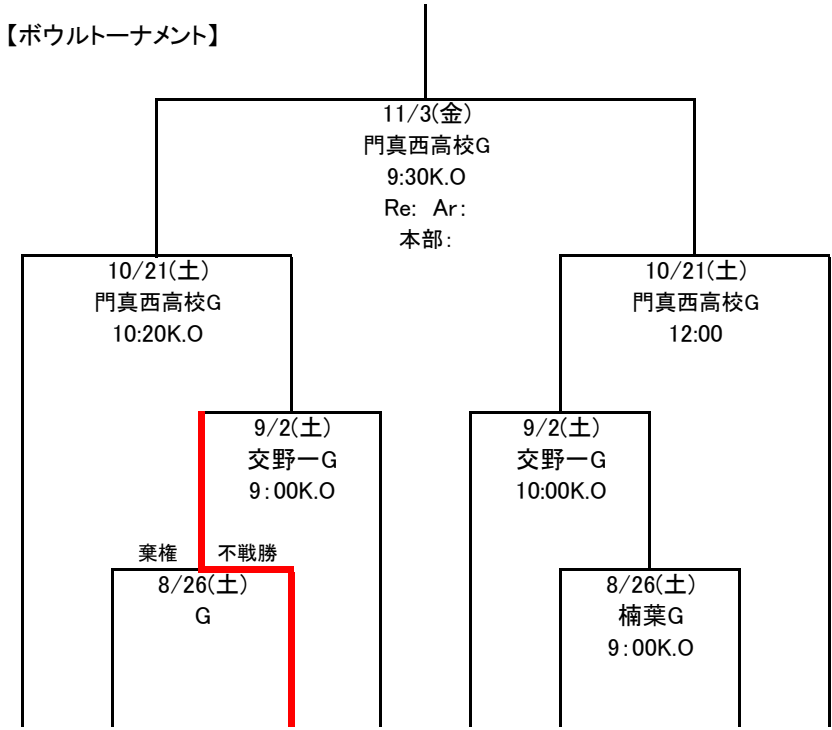 【ボウルトーナメント】
11/3(金)
門真西高校G
9:30K.O
Re: Ar:
本部:
10/21(土)
門真西高校G
10:20K.O
10/21(土)
門真西高校G
12:00
9/2(土)
交野一G
9:00K.O
9/2(土)
交野一G
10:00K.O
棄権 不戦勝
8/26(土)
G
8/26(土)
楠葉G
9:00K.O